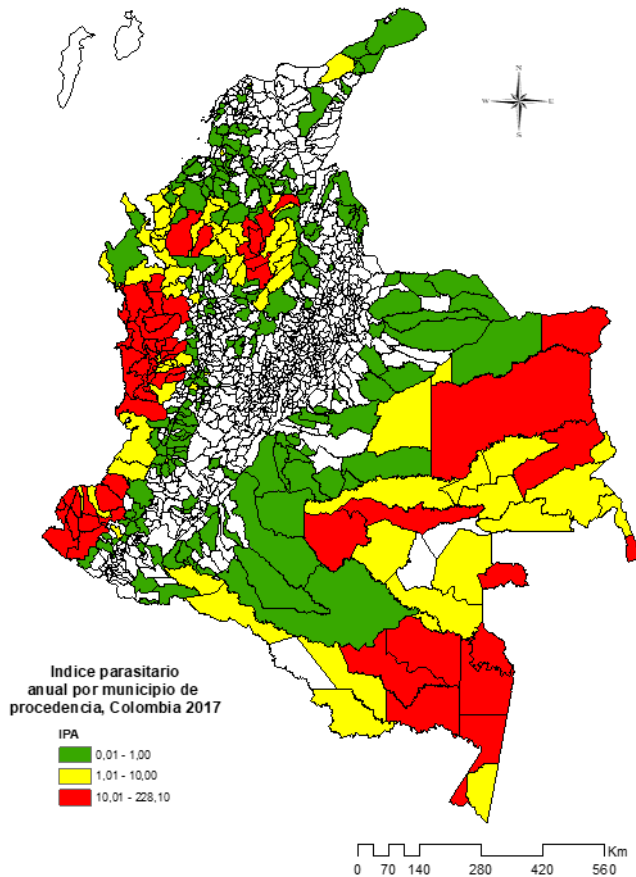 N
W E
S
Indice parasitario
anual por municipio de
procedencia, Colombia 2017
IPA
0,01 - 1,00
1,01 - 10,00
10,01 - 228,10
Km
0 70 140 280 420 560